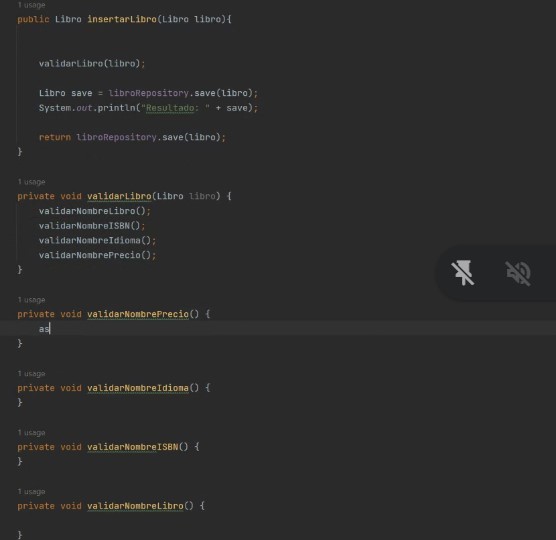 1 usage
public Libro insertarLibro(Libro libro){
validarLibro(libro);
Libro save = libroRepository.save(libro);
System.out.println("Resultado: " + save);
return libroRepository.save(libro);
}
1 usage
private void validarLibro(Libro libro) {
validarNombreLibro();
validarNombreISBN();
validarNombreIdioma();
validarNombrePrecio();
}
1 usage
private void validarNombrePrecio() {
as
}
1 usage
private void validarNombreIdioma() {
}
1 usage
private void validarNombreISBN() {
}
1 usage
private void validarNombreLibro() {
}